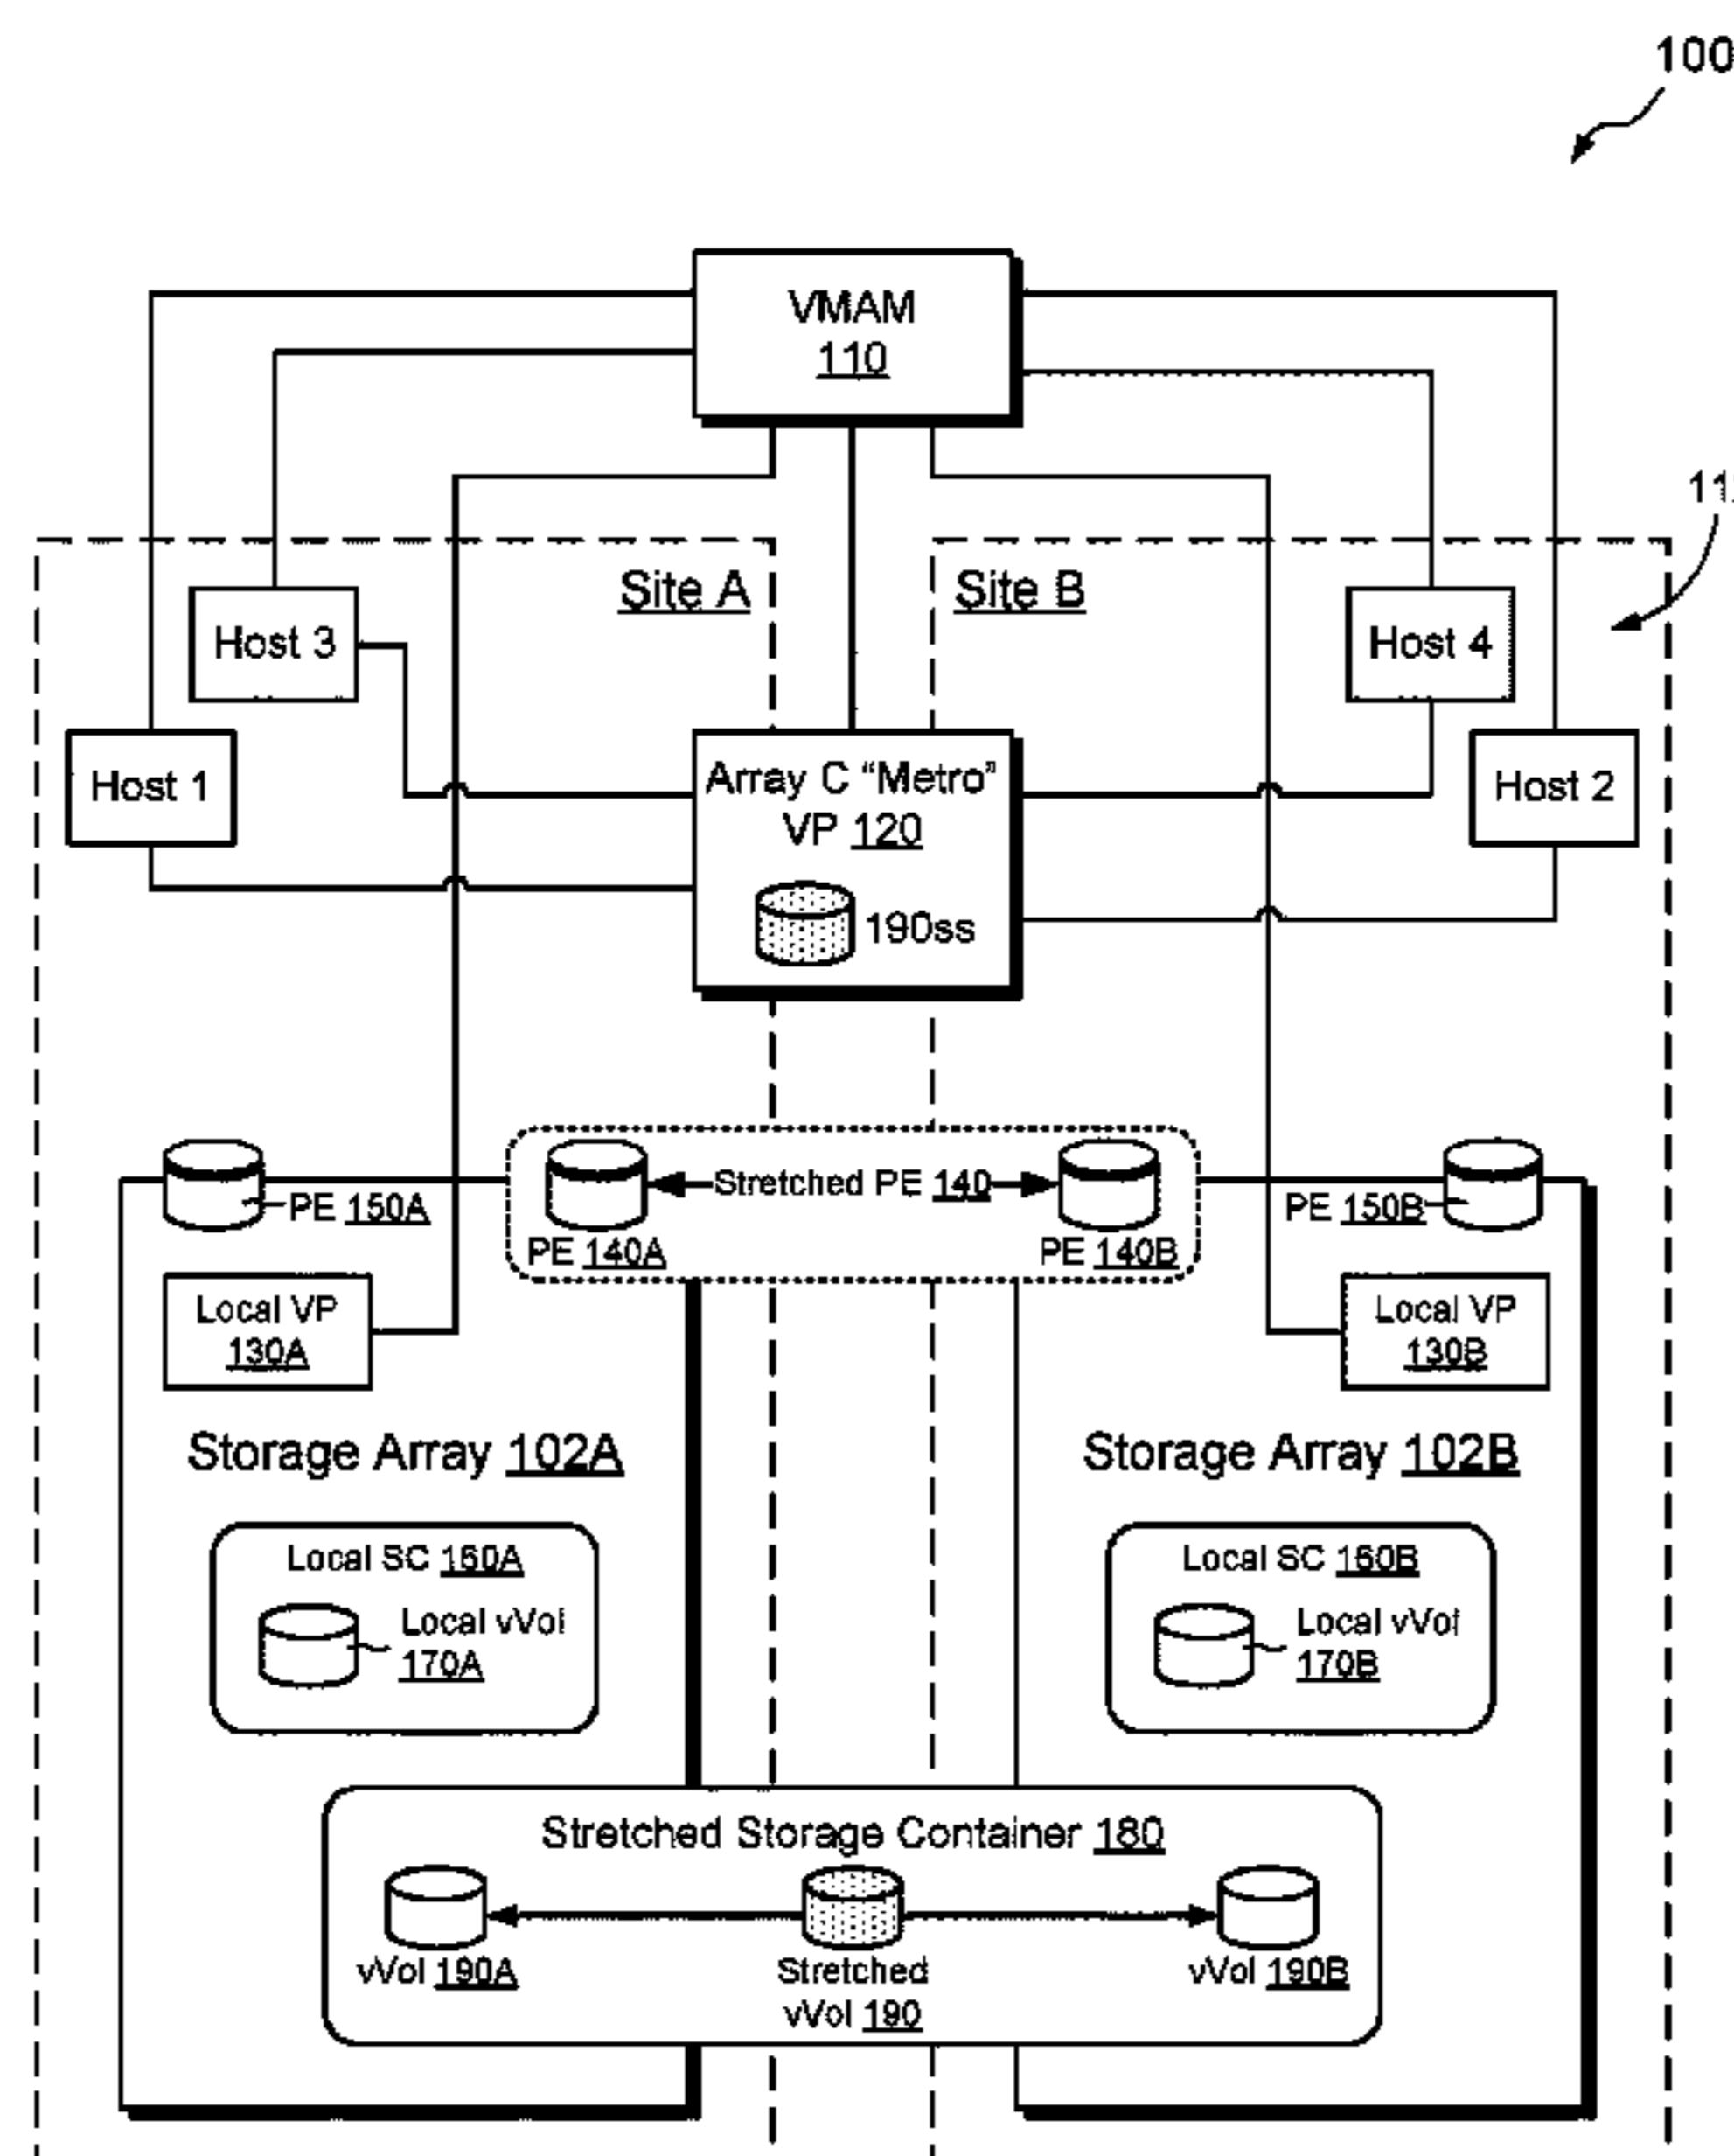 100
VMAM
110
11
Site A
Site B
Host 3
Host 4
Host 1
Array C “Metro”
VP 120
190ss
Host 2
Stretched PE 140
PE 150A
PE 150B
PE 140A
PE 140B
Local VP
130A
Local VP
130B
Storage Array 102A
Storage Array 102B
Local SC 160A
Local SC 160B
Local vVol
170A
Local vVol
170B
Stretched Storage Container 180
vVol 190A
Stretched
vVol 190
vVol 190B